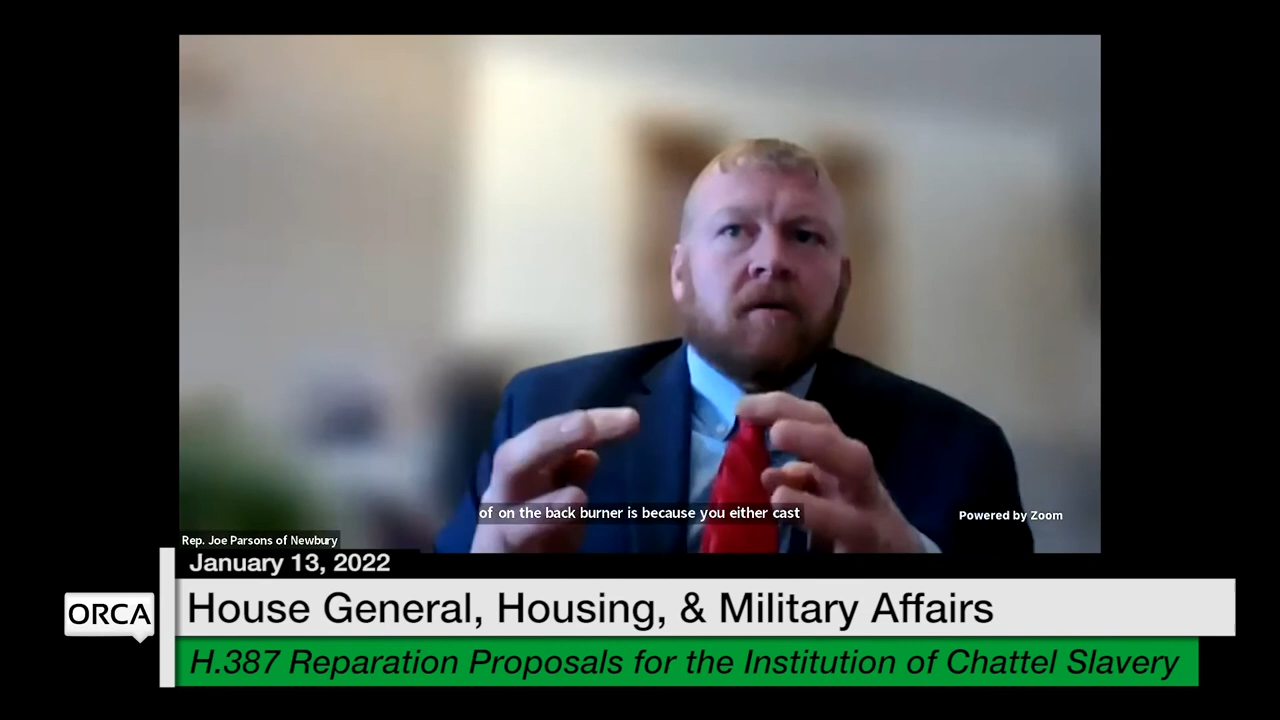 of on the back burner is because you either cast
Powered by Zoom
Rep. Joe Parsons of Newbury
January 13, 2022
ORCA
House General, Housing, & Military Affairs
H.387 Reparation Proposals for the Institution of Chattel Slavery